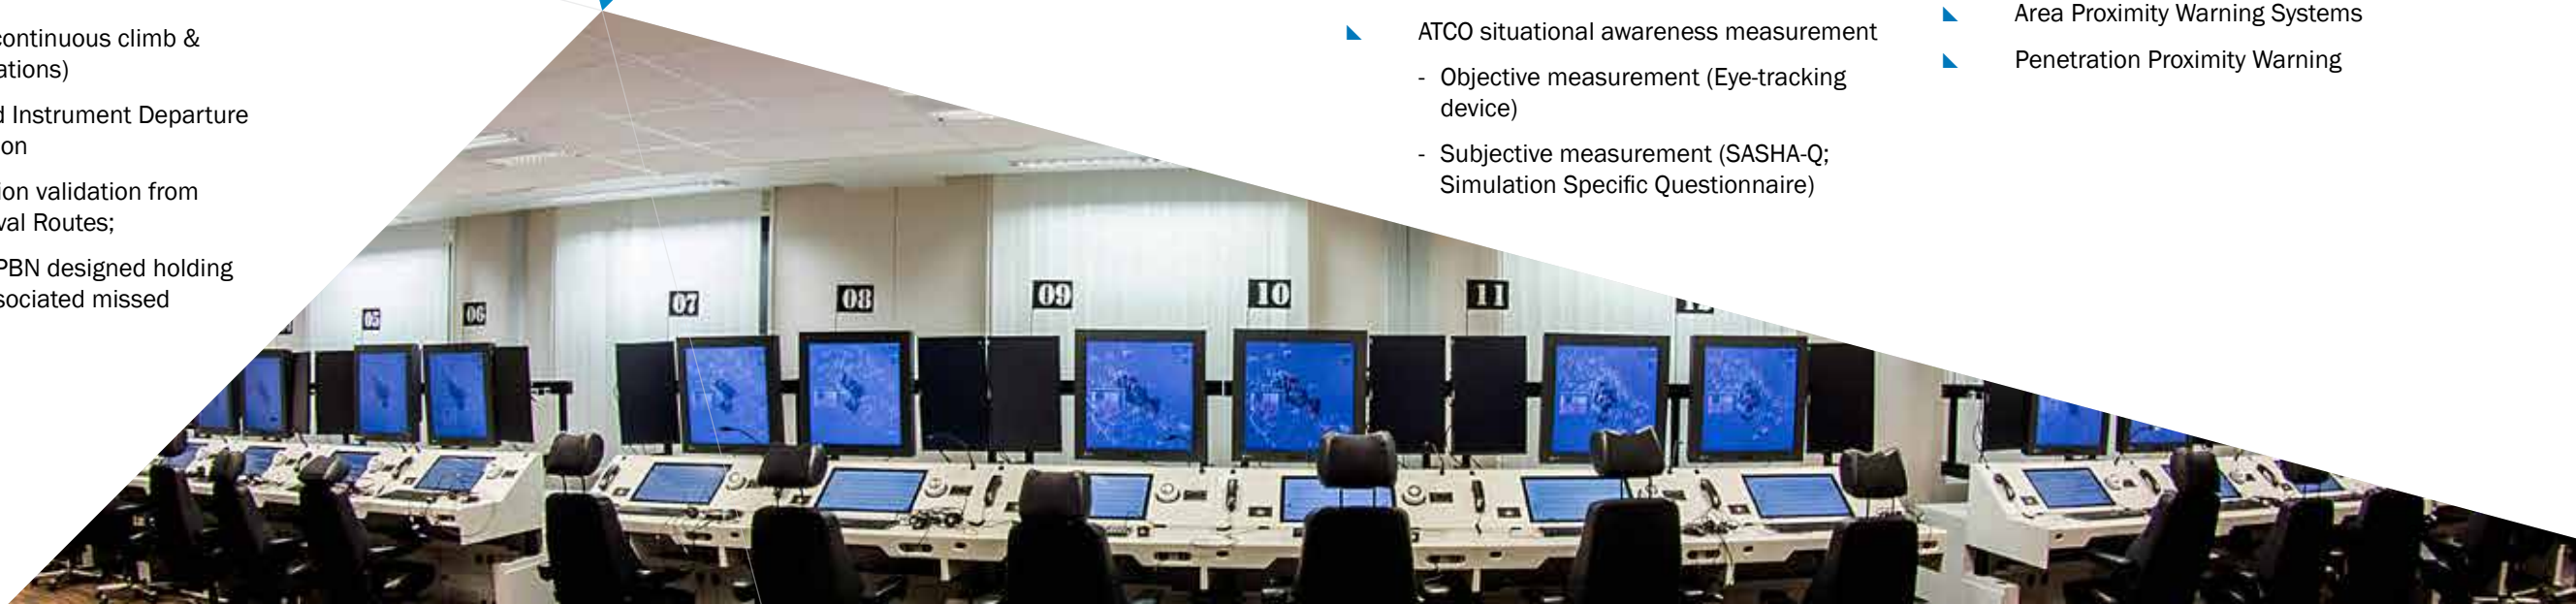 continuous climb &
ations)
d Instrument Departure
on
ion validation from
val Routes;
PBN designed holding
sociated missed
ATCO situational awareness measurement
- Objective measurement (Eye-tracking
device)
- Subjective measurement (SASHA-Q;
Simulation Specific Questionnaire)
Area Proximity Warning Systems
Penetration Proximity Warning
05
06
07
08
09
10
11